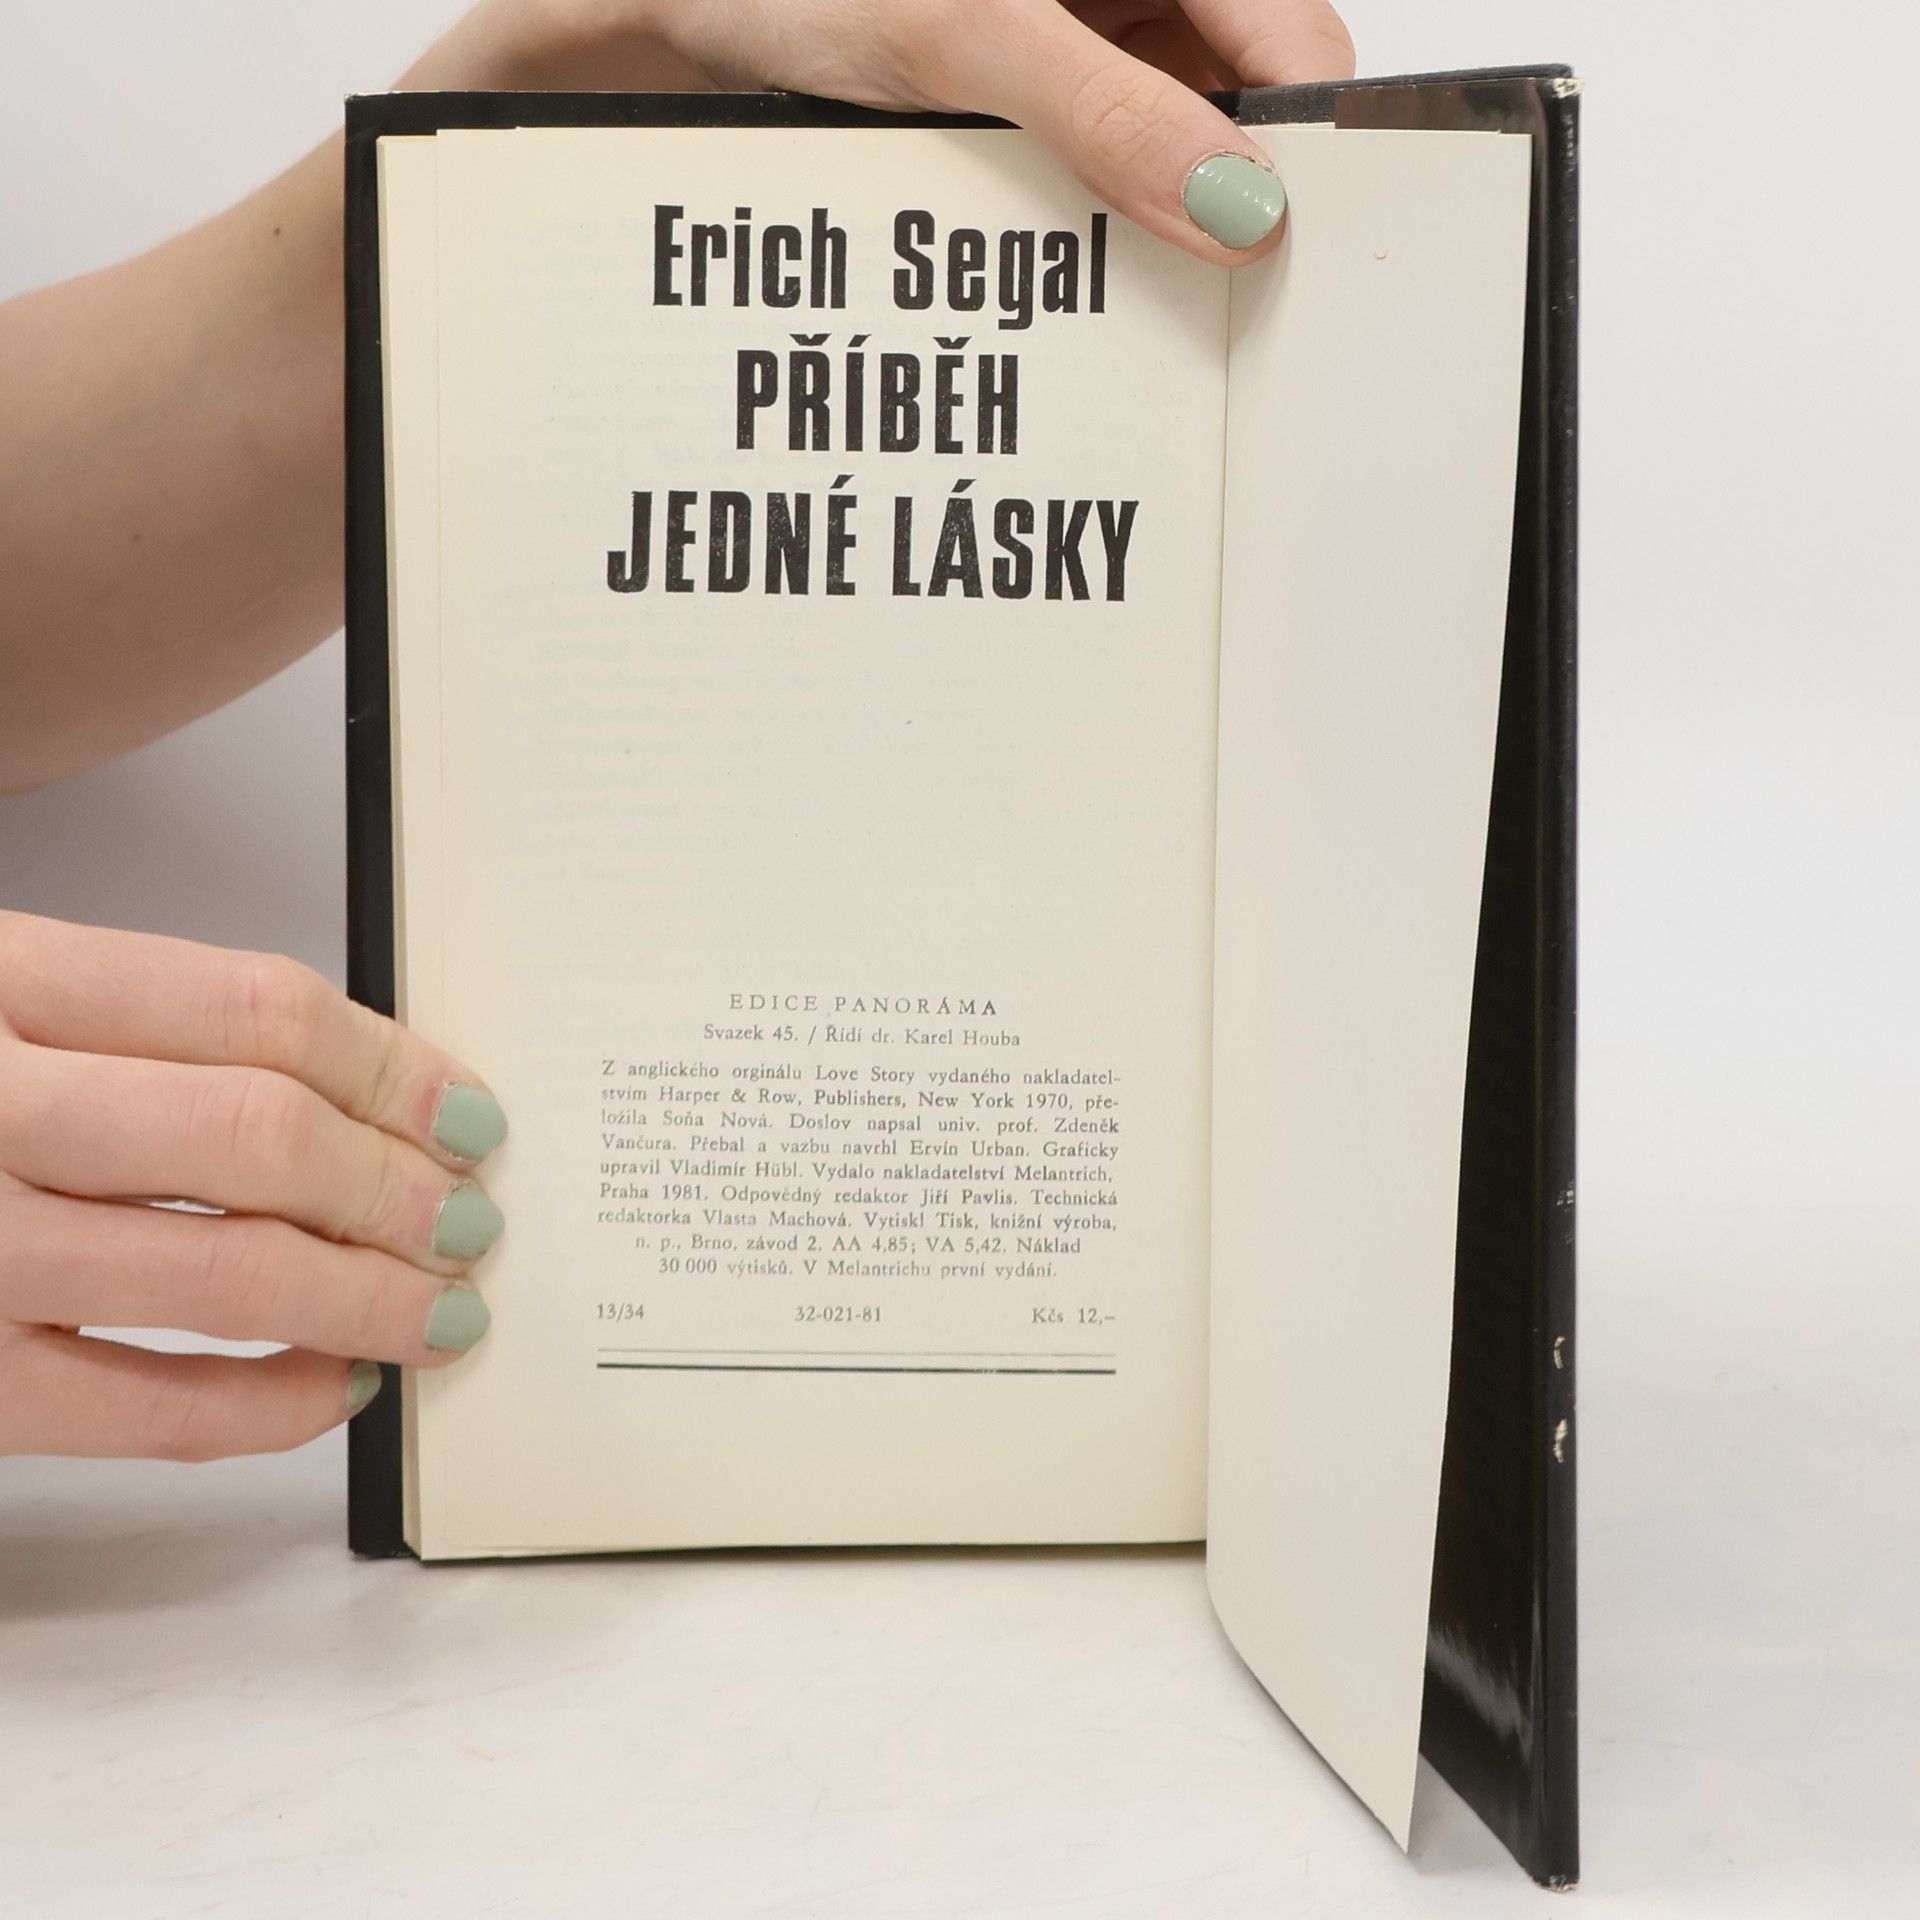 Erich Segal
PŘÍBĚH
JEDNÉ LÁSKY
EDICE PANORÁMA
Svazek 45. / Řídí dr. Karel Houba
Z anglického orginálu Love Story vydaného nakladatel-
stvím Harper & Row, Publishers, New York 1970, pře-
ložila Soňa Nová. Doslov napsal univ. prof. Zdeněk
Vančura. Přebal a vazbu navrhl Ervín Urban. Graficky
upravil Vladimír Hübl. Vydalo nakladatelství Melantrich,
Praha 1981. Odpovědný redaktor Jiří Pavlis. Technická
redaktorka Vlasta Machová. Vytiskl Tisk, knižní výroba,
n. p., Brno, závod 2. AA 4,85; VA 5,42. Náklad
30 000 výtisků. V Melantrichu první vydání.
13/34 32-021-81 Kčs 12,–